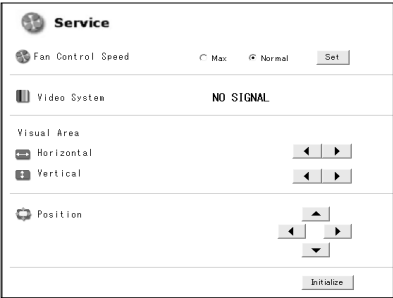 Service
Fan Control Speed Max Normal Set
Video System NO SIGNAL
Visual Area
Horizontal
Vertical
Position
Initialize